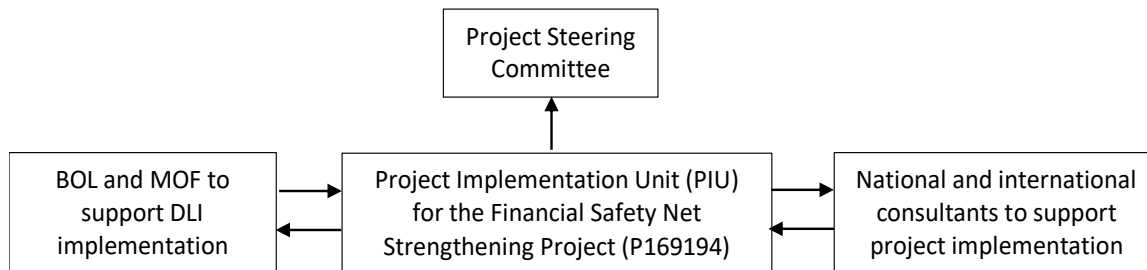 Project Steering
Committee
BOL and MOF to
support DLI
implementation
Project Implementation Unit (PIU)
for the Financial Safety Net
Strengthening Project (P169194)
National and international
consultants to support
project implementation